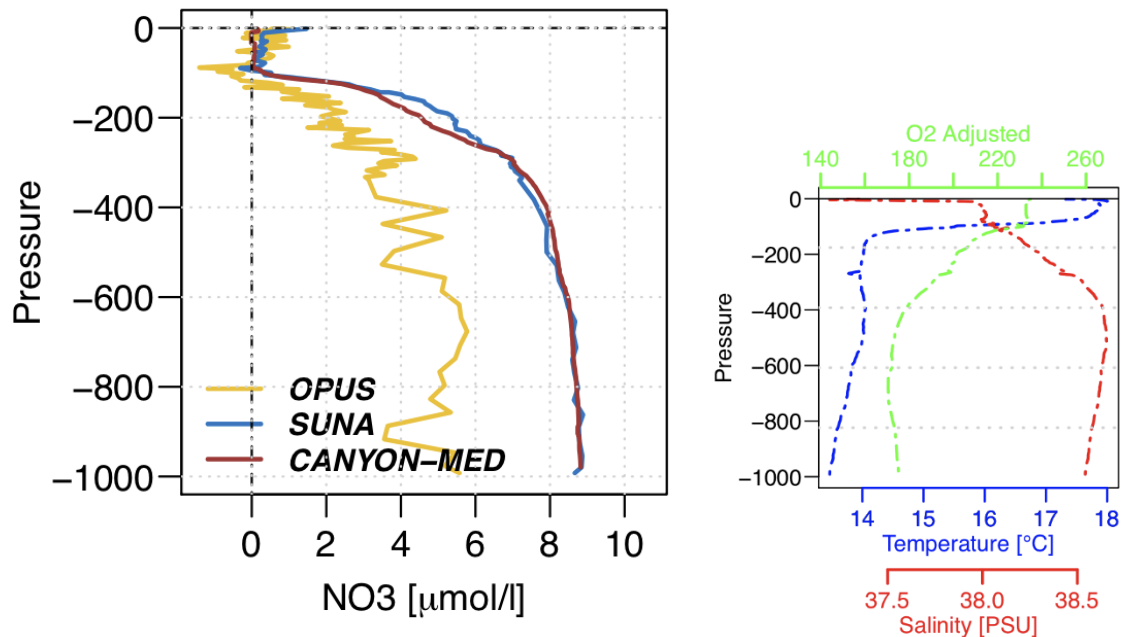 0
−200
−400
−600
−800
−1000
Pressure
OPUS
SUNA
CANYON−MED
0 2 4 6 8 10
NO3 [μmol/l]
O2 Adjusted
140 180 220 260
0
−200
−400
−600
−800
−1000
Pressure
14 15 16 17 18
Temperature [°C]
37.5 38.0 38.5
Salinity [PSU]